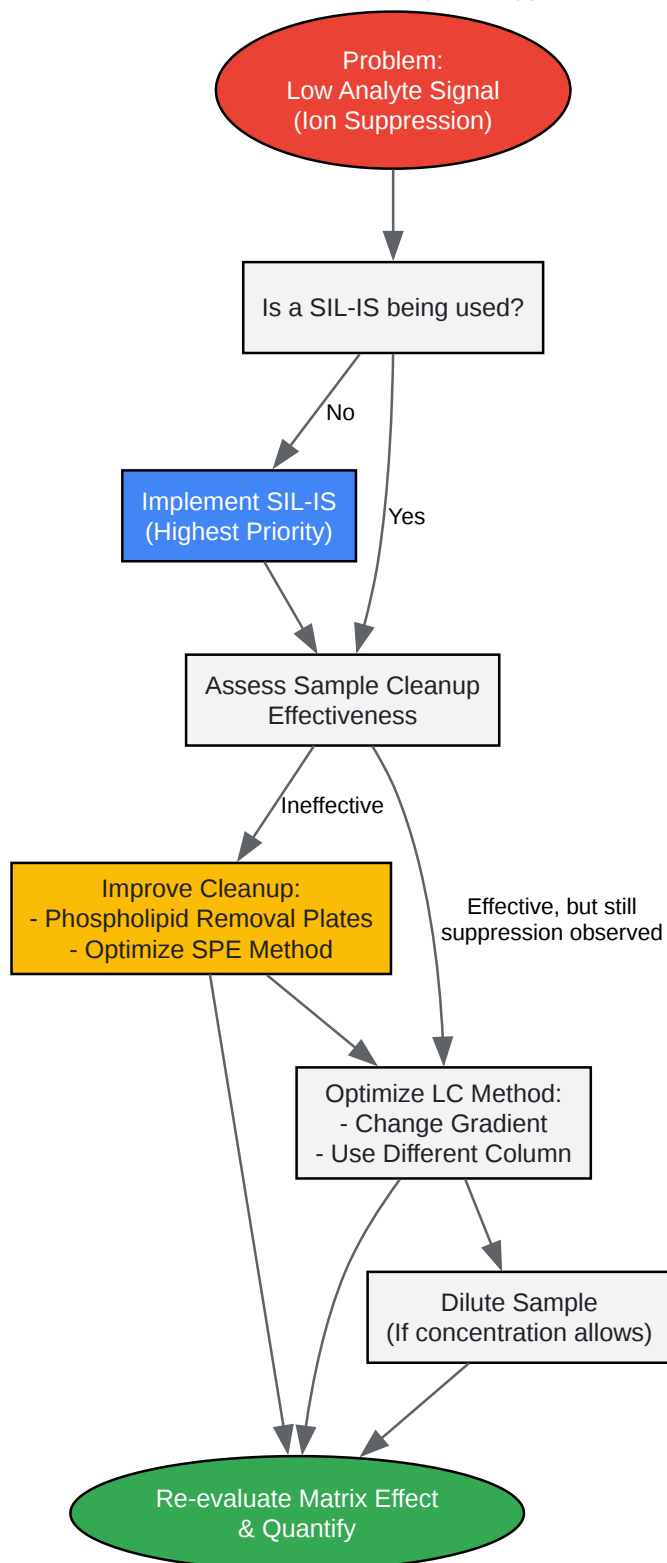 Problem:
Low Analyte Signal
(Ion Suppression)
Is a SIL-IS being used?
No
Implement SIL-IS
(Highest Priority)
Yes
Assess Sample Cleanup
Effectiveness
Ineffective
Improve Cleanup:
- Phospholipid Removal Plates
- Optimize SPE Method
Effective, but still
suppression observed
Optimize LC Method:
- Change Gradient
- Use Different Column
Dilute Sample
(If concentration allows)
Re-evaluate Matrix Effect
& Quantify